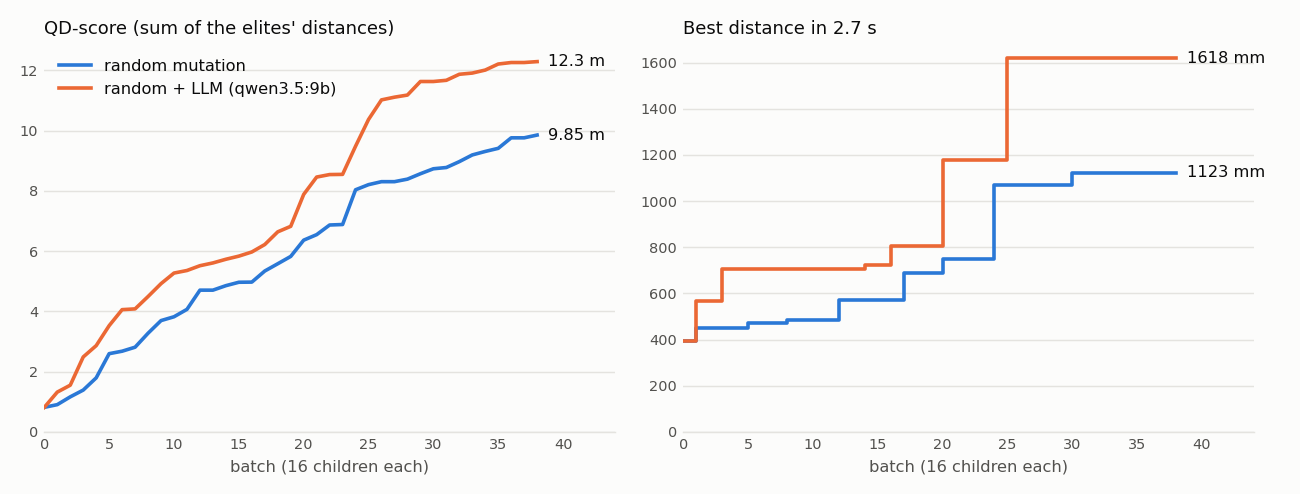 QD-score (sum of the elites' distances)
random mutation
random + LLM (qwen3.5:9b)
12.3 m
9.85 m
12
10
8
6
4
2
0
0 5 10 15 20 25 30 35 40
batch (16 children each)
Best distance in 2.7 s
1618 mm
1123 mm
1600
1400
1200
1000
800
600
400
200
0
0 5 10 15 20 25 30 35 40
batch (16 children each)